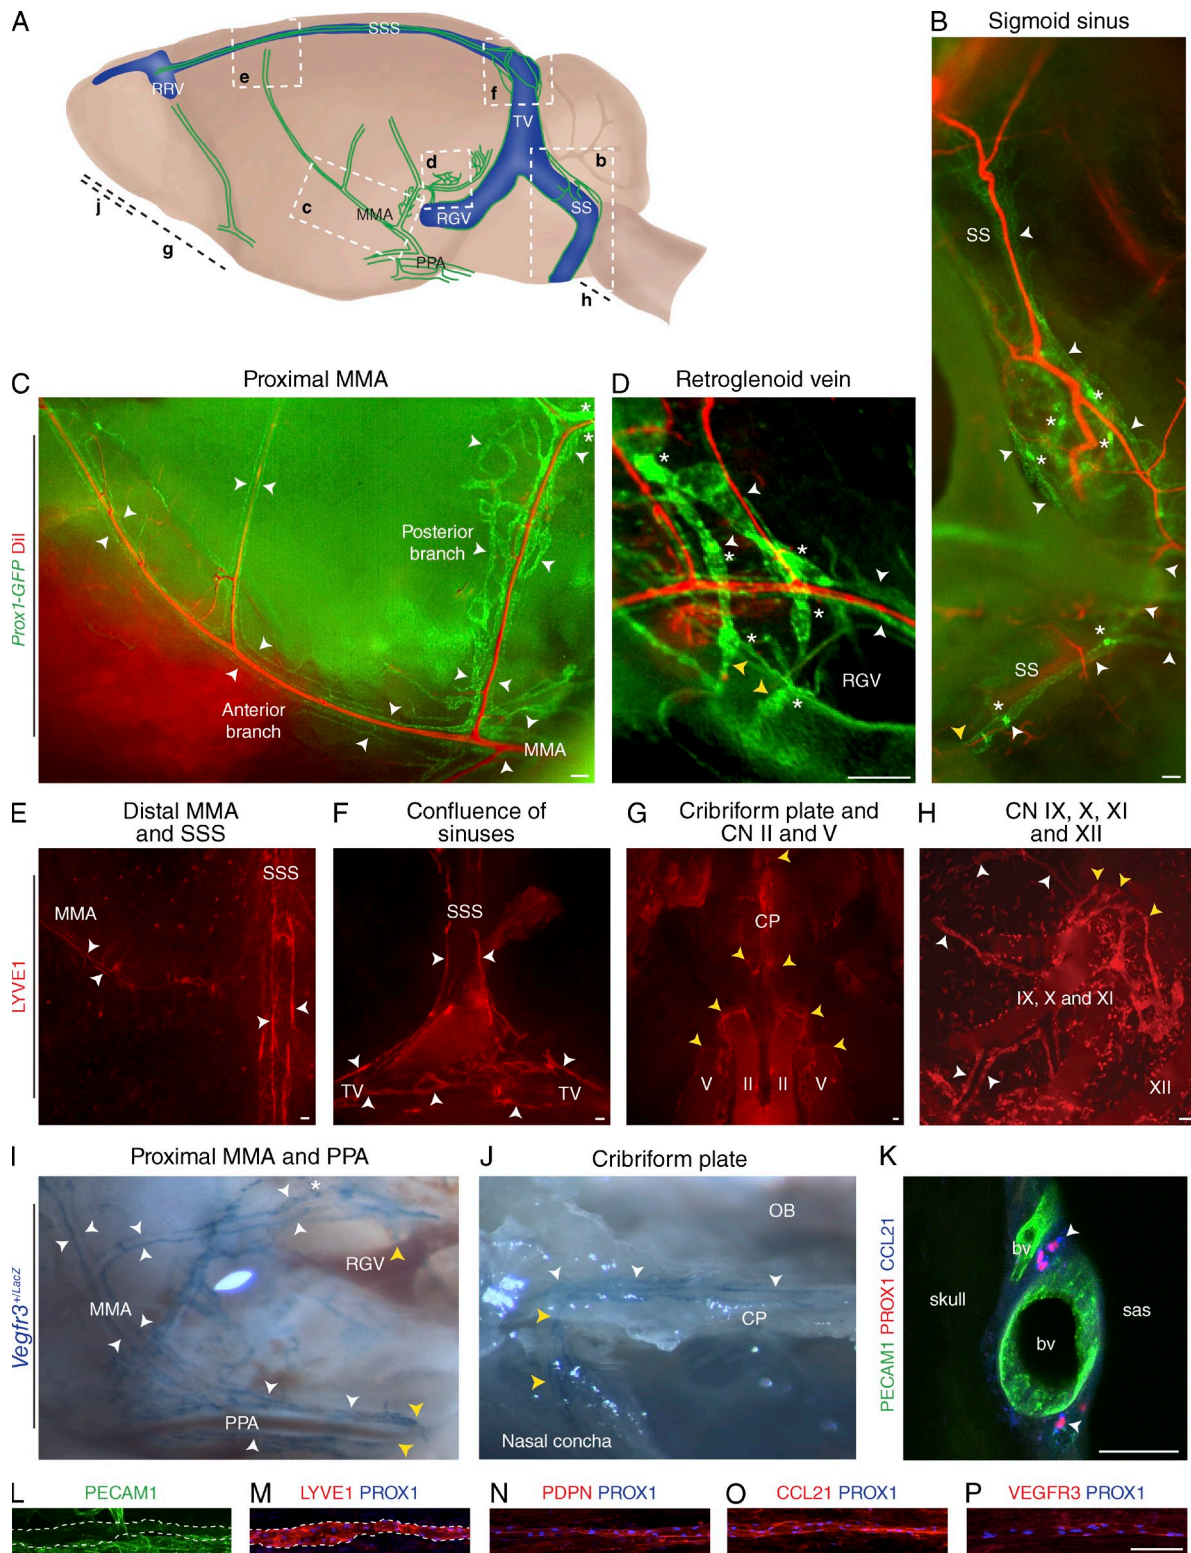 A
SSS
RRV
e
f
TV
b
d
c
MMA
RGV
SS
PPA
j
g
h
B
Sigmoid sinus
SS
*
*
*
*
*
SS
*
C
Proximal MMA
Prox1-GFP DiI
*
*
Posterior
branch
Anterior
branch
MMA
D
Retroglenoid vein
*
*
*
*
*
*
RGV
E
Distal MMA
and SSS
LYVE1
SSS
MMA
F
Confluence of
sinuses
SSS
TV
TV
G
Cribriform plate and
CN II and V
CP
V
II
II
V
H
CN IX, X, XI
and XII
IX, X and XI
XII
I
Proximal MMA and PPA
Vegfr3+/LacZ
*
RGV
MMA
PPA
J
Cribriform plate
OB
CP
Nasal concha
K
PECAM1 PROX1 CCL21
bv
skull
sas
bv
L
PECAM1
M
LYVE1 PROX1
N
PDPN PROX1
O
CCL21 PROX1
P
VEGFR3 PROX1